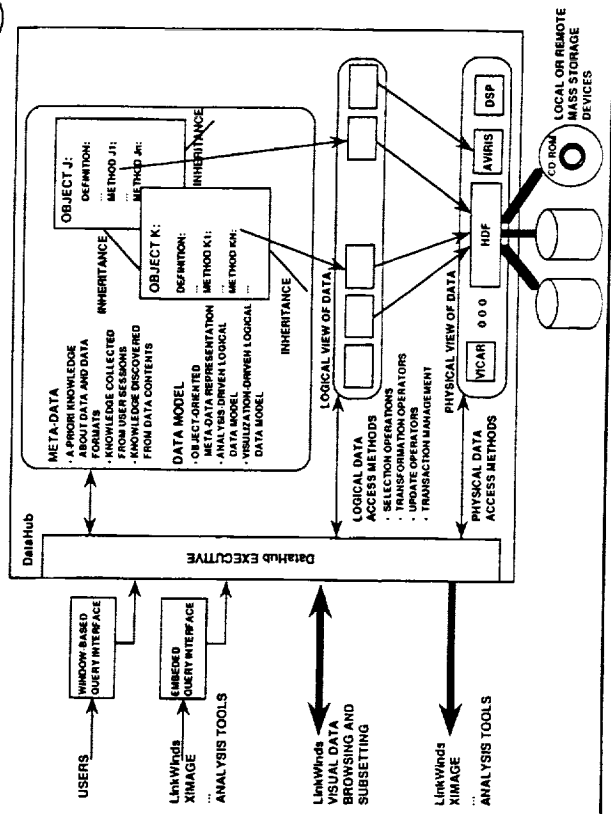 DataHub
USERS
WINDOW-BASED
QUERY INTERFACE
LinkWinds
XIMAGE
...
ANALYSIS TOOLS
EMBEDED
QUERY INTERFACE
LinkWinds
VISUAL DATA
BROWSING AND
SUBSETTING
LinkWinds
XIMAGE
...
ANALYSIS TOOLS
DataHub EXECUTIVE
META-DATA
· A-PRIORI KNOWLEDGE
ABOUT DATA AND DATA
FORMATS
· KNOWLEDGE COLLECTED
FROM USER SESSIONS
· KNOWLEDGE DISCOVERED
FROM DATA CONTENTS
DATA MODEL
· OBJECT-ORIENTED
META-DATA REPRESENTATION
· ANALYSIS-DRIVEN LOGICAL
DATA MODEL
· VISULIZATION-DRIVEN LOGICAL
DATA MODEL
OBJECT J:
DEFINITION:
...
METHOD J1:
...
METHOD Jn:
INHERITANCE
INHERITANCE
OBJECT K:
DEFINITION:
...
METHOD K1:
...
METHOD Kn:
...
INHERITANCE
LOGICAL VIEW OF DATA
LOGICAL DATA
ACCESS METHODS
· SELECTION OPERATIONS
· TRANSFORMATION OPERATORS
· UPDATE OPERATORS
· TRANSACTION MANAGEMENT
PHYSICAL VIEW OF DATA
PHYSICAL DATA
ACCESS METHODS
VICAR
o o o
HDF
AVIRIS
DSP
CD ROM
LOCAL OR REMOTE
MASS STORAGE
DEVICES